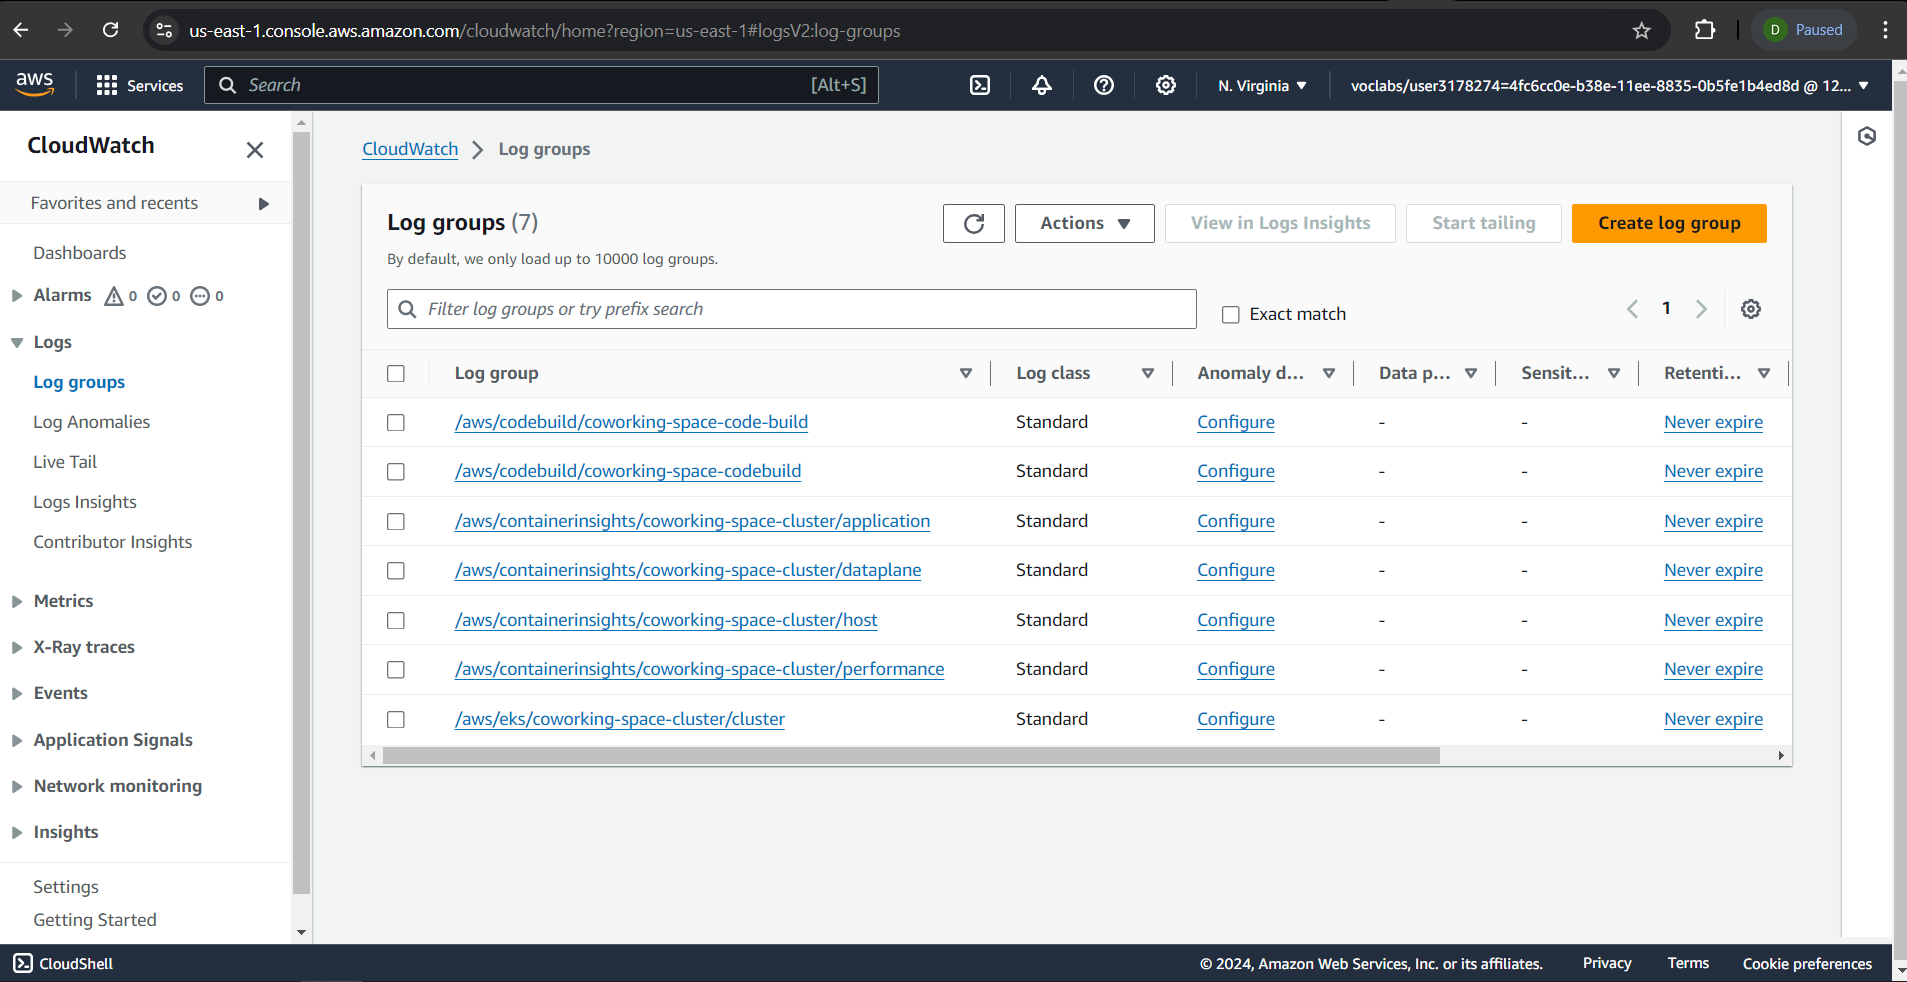 us-east-1.console.aws.amazon.com/cloudwatch/home?region=us-east-1#logsV2:log-groups
D Paused
aws Services Search [Alt+S] N. Virginia voclabs/user3178274=4fc6cc0e-b38e-11ee-8835-0b5fe1b4ed8d @ 12...
CloudWatch
Favorites and recents
Dashboards
Alarms 0 0 0
Logs
Log groups
Log Anomalies
Live Tail
Logs Insights
Contributor Insights
Metrics
X-Ray traces
Events
Application Signals
Network monitoring
Insights
Settings
Getting Started
CloudWatch > Log groups
Log groups (7)
By default, we only load up to 10000 log groups.
Actions View in Logs Insights Start tailing Create log group
Filter log groups or try prefix search Exact match 1
Log group Log class Anomaly d... Data p... Sensit... Retenti...
/aws/codebuild/coworking-space-code-build Standard Configure - - Never expire
/aws/codebuild/coworking-space-codebuild Standard Configure - - Never expire
/aws/containerinsights/coworking-space-cluster/application Standard Configure - - Never expire
/aws/containerinsights/coworking-space-cluster/dataplane Standard Configure - - Never expire
/aws/containerinsights/coworking-space-cluster/host Standard Configure - - Never expire
/aws/containerinsights/coworking-space-cluster/performance Standard Configure - - Never expire
/aws/eks/coworking-space-cluster/cluster Standard Configure - - Never expire
CloudShell © 2024, Amazon Web Services, Inc. or its affiliates. Privacy Terms Cookie preferences